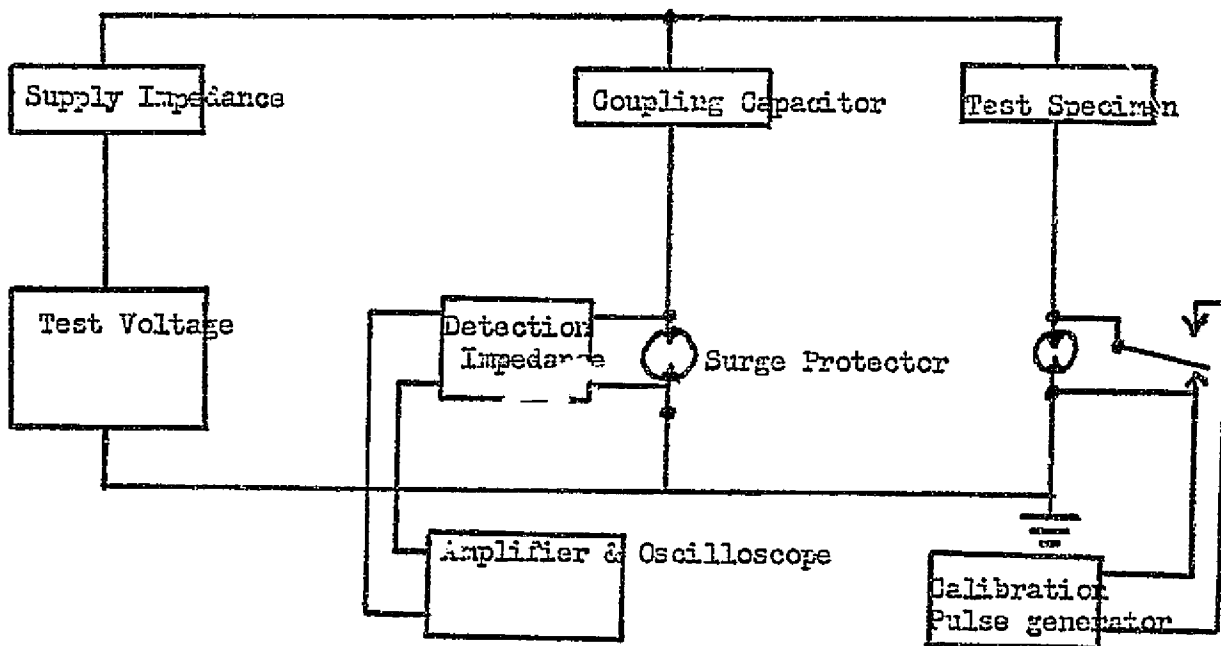 Supply Impedance
Coupling Capacitor
Test Specimen
Test Voltage
Detection
Impedance
Surge Protector
Amplifier & Oscilloscope
Calibration
Pulse generator